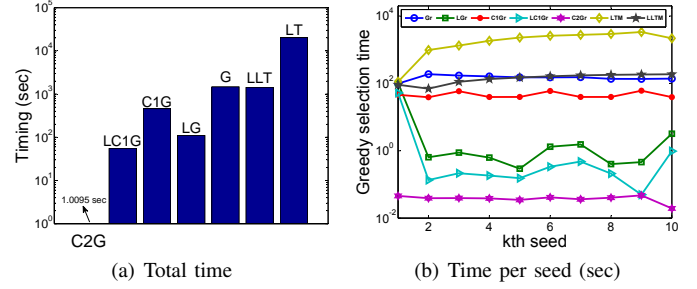 Timing (sec)
10^5
10^4
10^3
10^2
10^1
10^0
1.0095 sec
C2G
LC1G
C1G
LG
G
LLT
LT
(a) Total time
Gr LGr C1Gr LC1Gr C2Gr LTM LLTM
Greedy selection time
10^4
10^2
10^0
10^-2
2 4 6 8 10
kth seed
(b) Time per seed (sec)